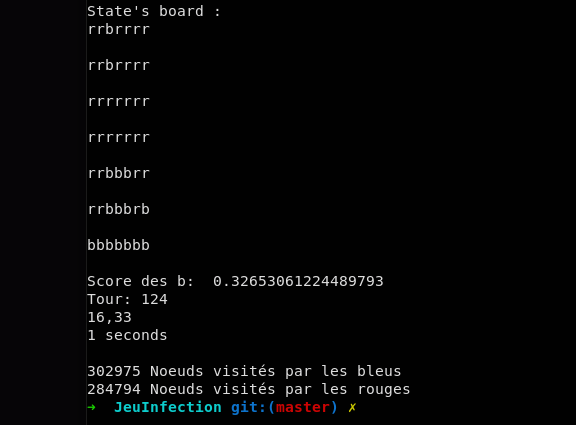 State's board :
rrbrrrr
rrbrrrr
rrrrrrr
rrrrrrr
rrbbbrr
rrbbbrb
bbbbbbb
Score des b:  0.32653061224489793
Tour: 124
16,33
1 seconds
302975 Noeuds visités par les bleus
284794 Noeuds visités par les rouges
➜  JeuInfection git:(master) ✗